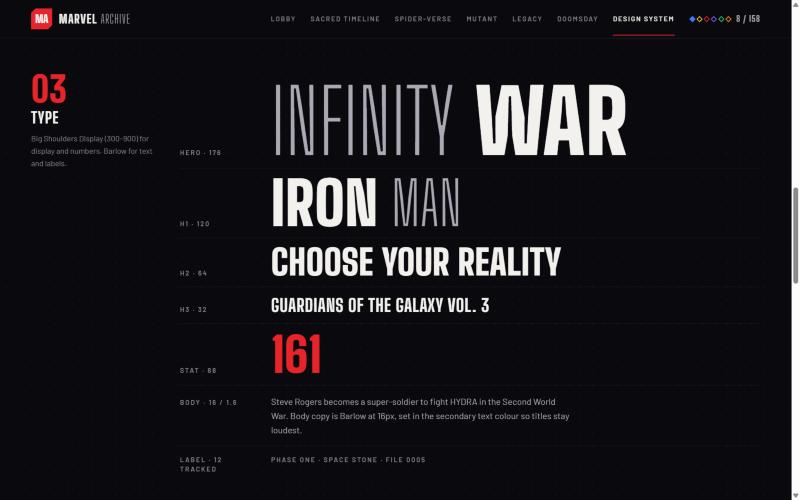 MA MARVEL ARCHIVE
LOBBY SACRED TIMELINE SPIDER-VERSE MUTANT LEGACY DOOMSDAY DESIGN SYSTEM 8 / 158
03
TYPE
Big Shoulders Display (300-900) for
display and numbers. Barlow for text
and labels.
HERO · 176
INFINITY WAR
H1 · 120
IRON MAN
H2 · 64
CHOOSE YOUR REALITY
H3 · 32
GUARDIANS OF THE GALAXY VOL. 3
STAT · 88
161
BODY · 16 / 1.6
Steve Rogers becomes a super-soldier to fight HYDRA in the Second World
War. Body copy is Barlow at 16px, set in the secondary text colour so titles stay
loudest.
LABEL · 12
TRACKED
PHASE ONE · SPACE STONE · FILE 0005